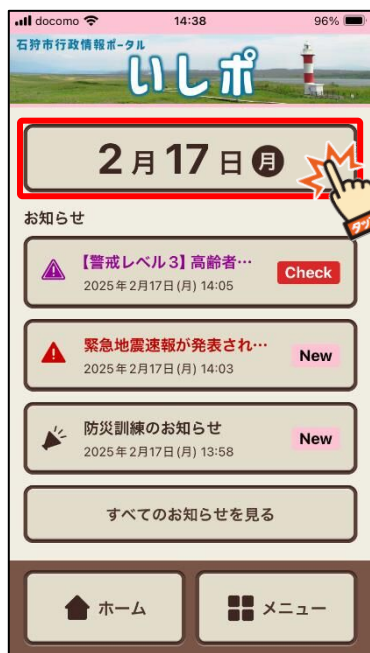 docomo 14:38 96%
石狩市行政情報ポータル
いしポ
2月17日月
タップ
お知らせ
【警戒レベル3】高齢者…
Check
2025年2月17日(月) 14:05
緊急地震速報が発表され…
New
2025年2月17日(月) 14:03
防災訓練のお知らせ
New
2025年2月17日(月) 13:58
すべてのお知らせを見る
ホーム メニュー